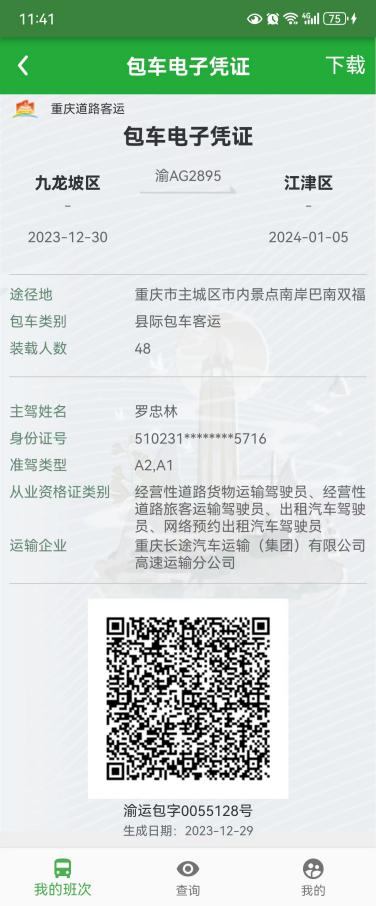 11:41
4G 75
包车电子凭证
下载
重庆道路客运
包车电子凭证
九龙坡区 渝AG2895 江津区
- -
2023-12-30 2024-01-05
途径地 重庆市主城区市内景点南岸巴南双福
包车类别 县际包车客运
装载人数 48
主驾姓名 罗忠林
身份证号 510231********5716
准驾类型 A2,A1
从业资格证类别 经营性道路货物运输驾驶员、经营性
道路旅客运输驾驶员、出租汽车驾驶
员、网络预约出租汽车驾驶员
运输企业 重庆长途汽车运输（集团）有限公司
高速运输分公司
渝运包字0055128号
生成日期：2023-12-29
我的班次 查询 我的